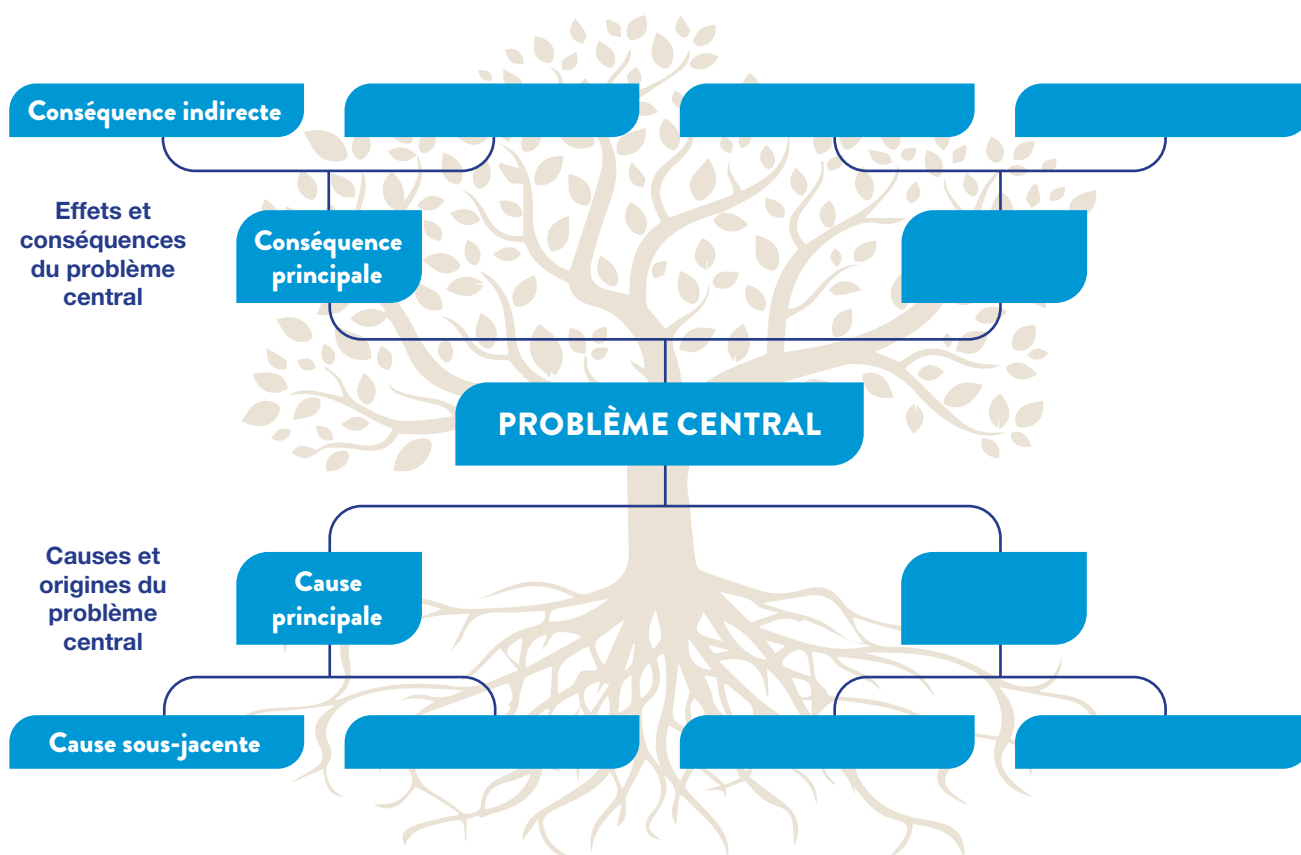 Conséquence indirecte
Effets et
conséquences
du problème
central
Conséquence
principale
PROBLÈME CENTRAL
Causes et
origines du
problème
central
Cause
principale
Cause sous-jacente